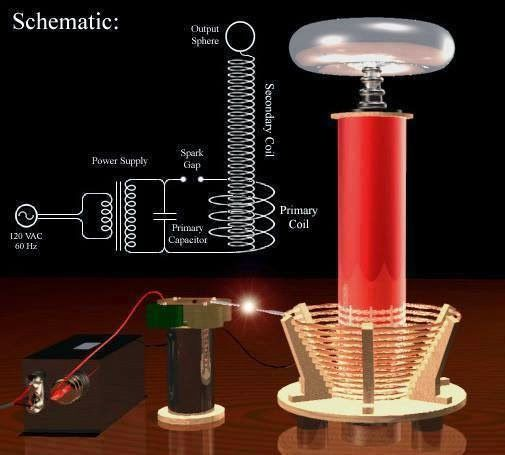 Schematic:
Output
Sphere
Secondary Coil
Power Supply
Spark
Gap
Primary
Capacitor
Primary
Coil
120 VAC
60 Hz